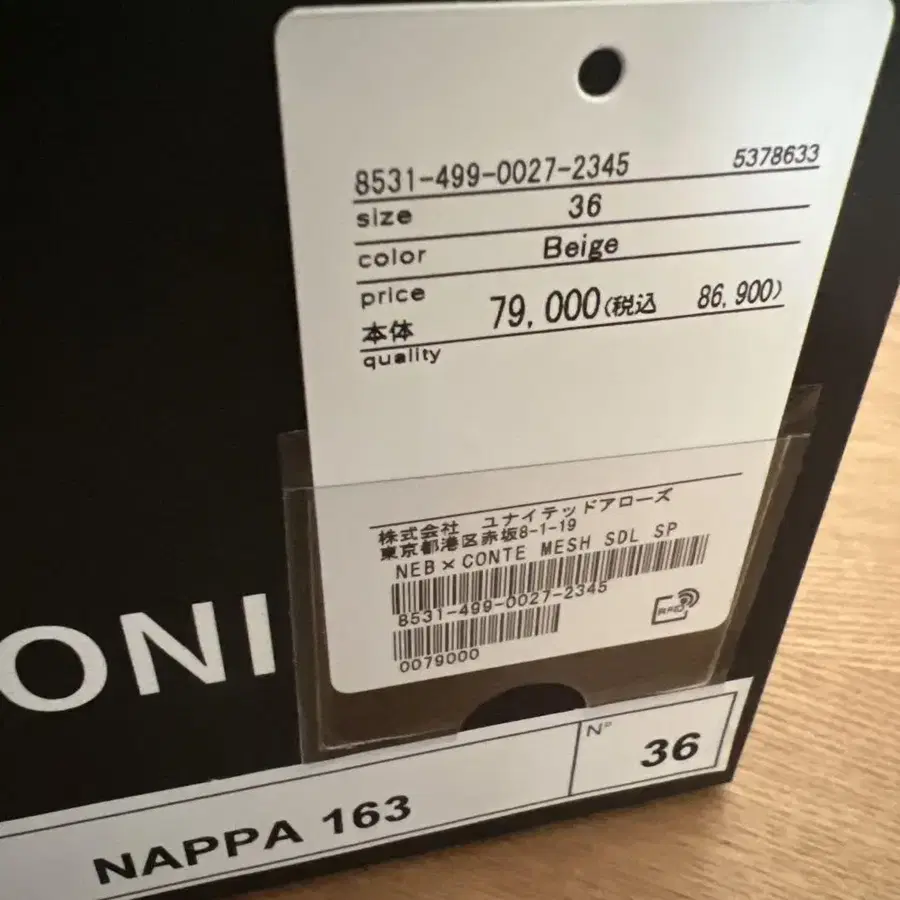 8531-499-0027-2345 5378633
size 36
color Beige
price
本体 79,000(税込 86,900)
quality
株式会社 ユナイテッドアローズ
東京都港区赤坂8-1-19
NEB×CONTE MESH SDL SP
8531-499-0027-2345
RFID
0079000
ONI
N° 36
NAPPA 163